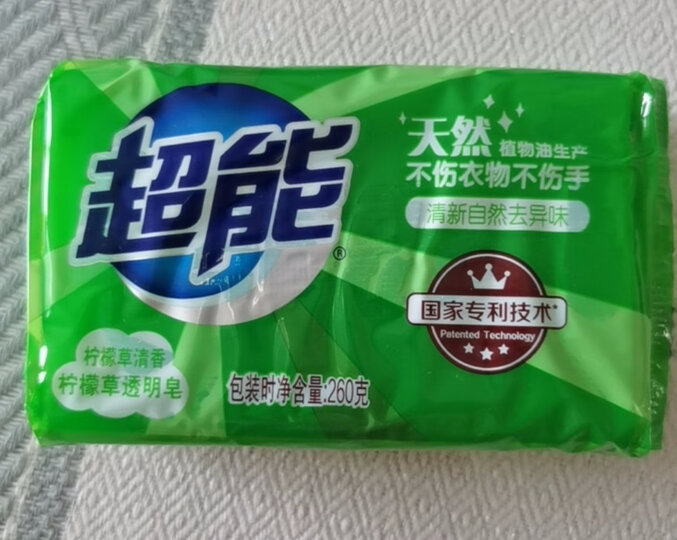 超能®
天然 植物油生产
不伤衣物不伤手
清新自然去异味
国家专利技术*
Patented Technology
柠檬草清香
柠檬草透明皂
包装时净含量:260克